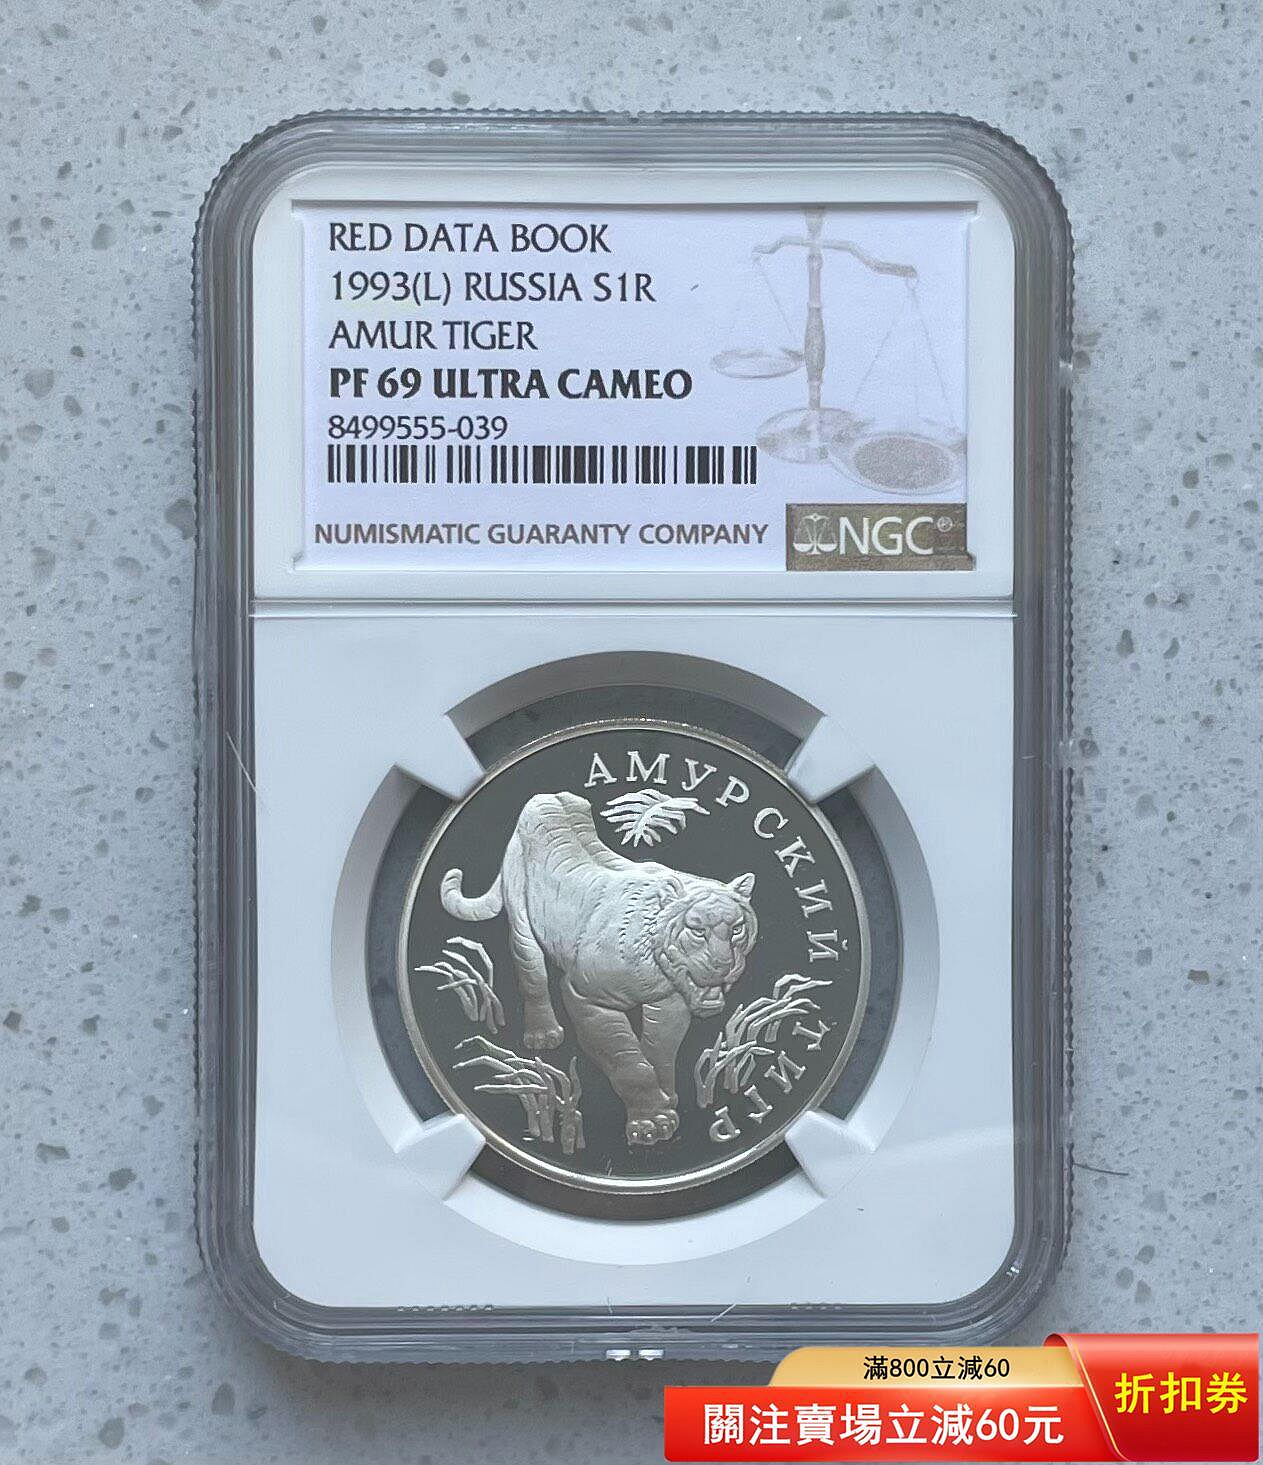 RED DATA BOOK
1993(L) RUSSIA S1R
AMUR TIGER
PF 69 ULTRA CAMEO
8499555-039
NUMISMATIC GUARANTY COMPANY
NGC®
АМУРСКИЙ ТИГР
滿800立減60
關注賣場立減60元
折扣券